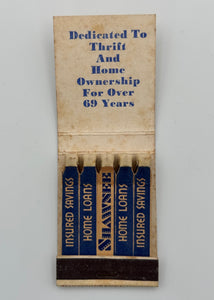 Dedicated To
Thrift
And
Home
Ownership
For Over
69 Years
INSURED SAVINGS
HOME LOANS
SHAWNEE
HOME LOANS
INSURED SAVINGS